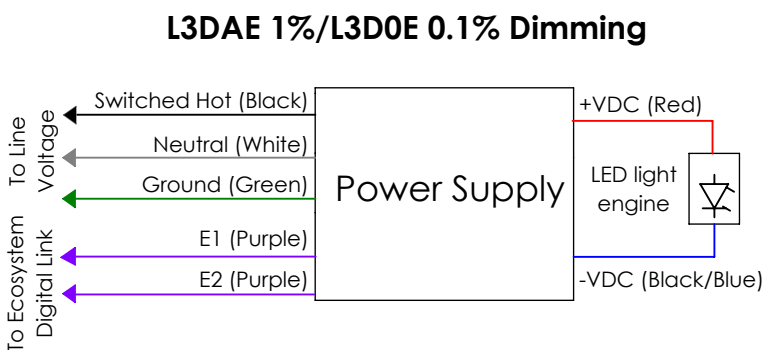 L3DAE 1%/L3D0E 0.1% Dimming
To Line
Voltage
Switched Hot (Black)
Neutral (White)
Ground (Green)
To Ecosystem
Digital Link
E1 (Purple)
E2 (Purple)
Power Supply
+VDC (Red)
LED light
engine
-VDC (Black/Blue)